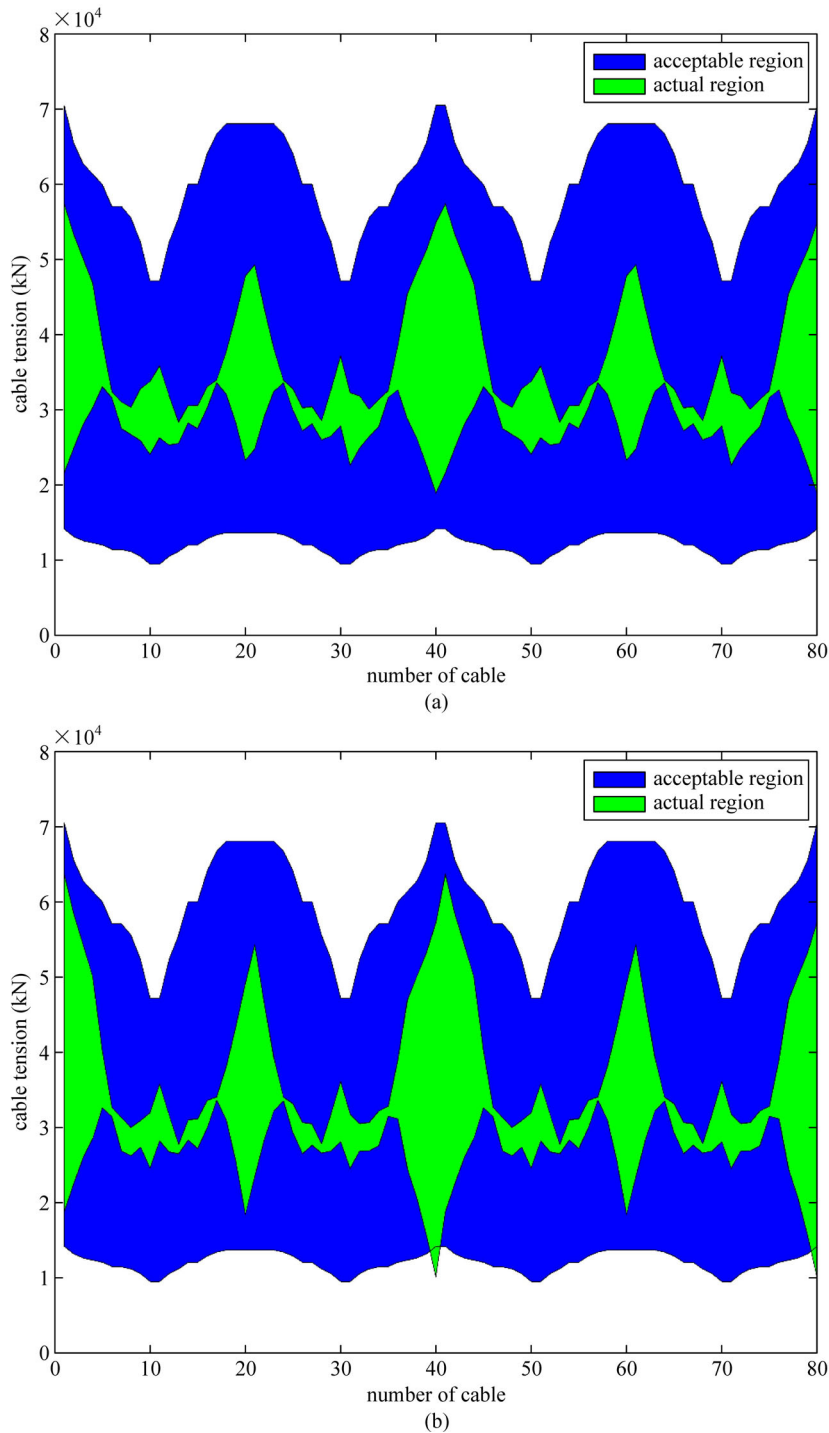 ×10⁴
8
7
6
5
4
3
2
1
0
cable tension (kN)
acceptable region
actual region
0 10 20 30 40 50 60 70 80
number of cable
(a)
×10⁴
8
7
6
5
4
3
2
1
0
cable tension (kN)
acceptable region
actual region
0 10 20 30 40 50 60 70 80
number of cable
(b)